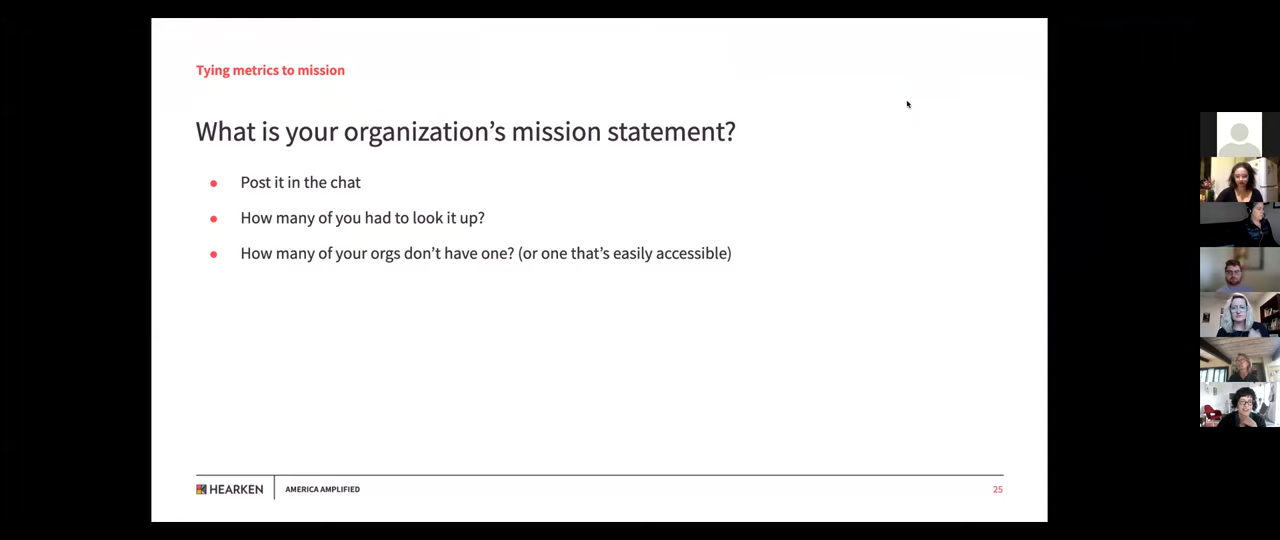 Tying metrics to mission
What is your organization’s mission statement?
● Post it in the chat
● How many of you had to look it up?
● How many of your orgs don’t have one? (or one that’s easily accessible)
HEARKEN
AMERICA AMPLIFIED
25